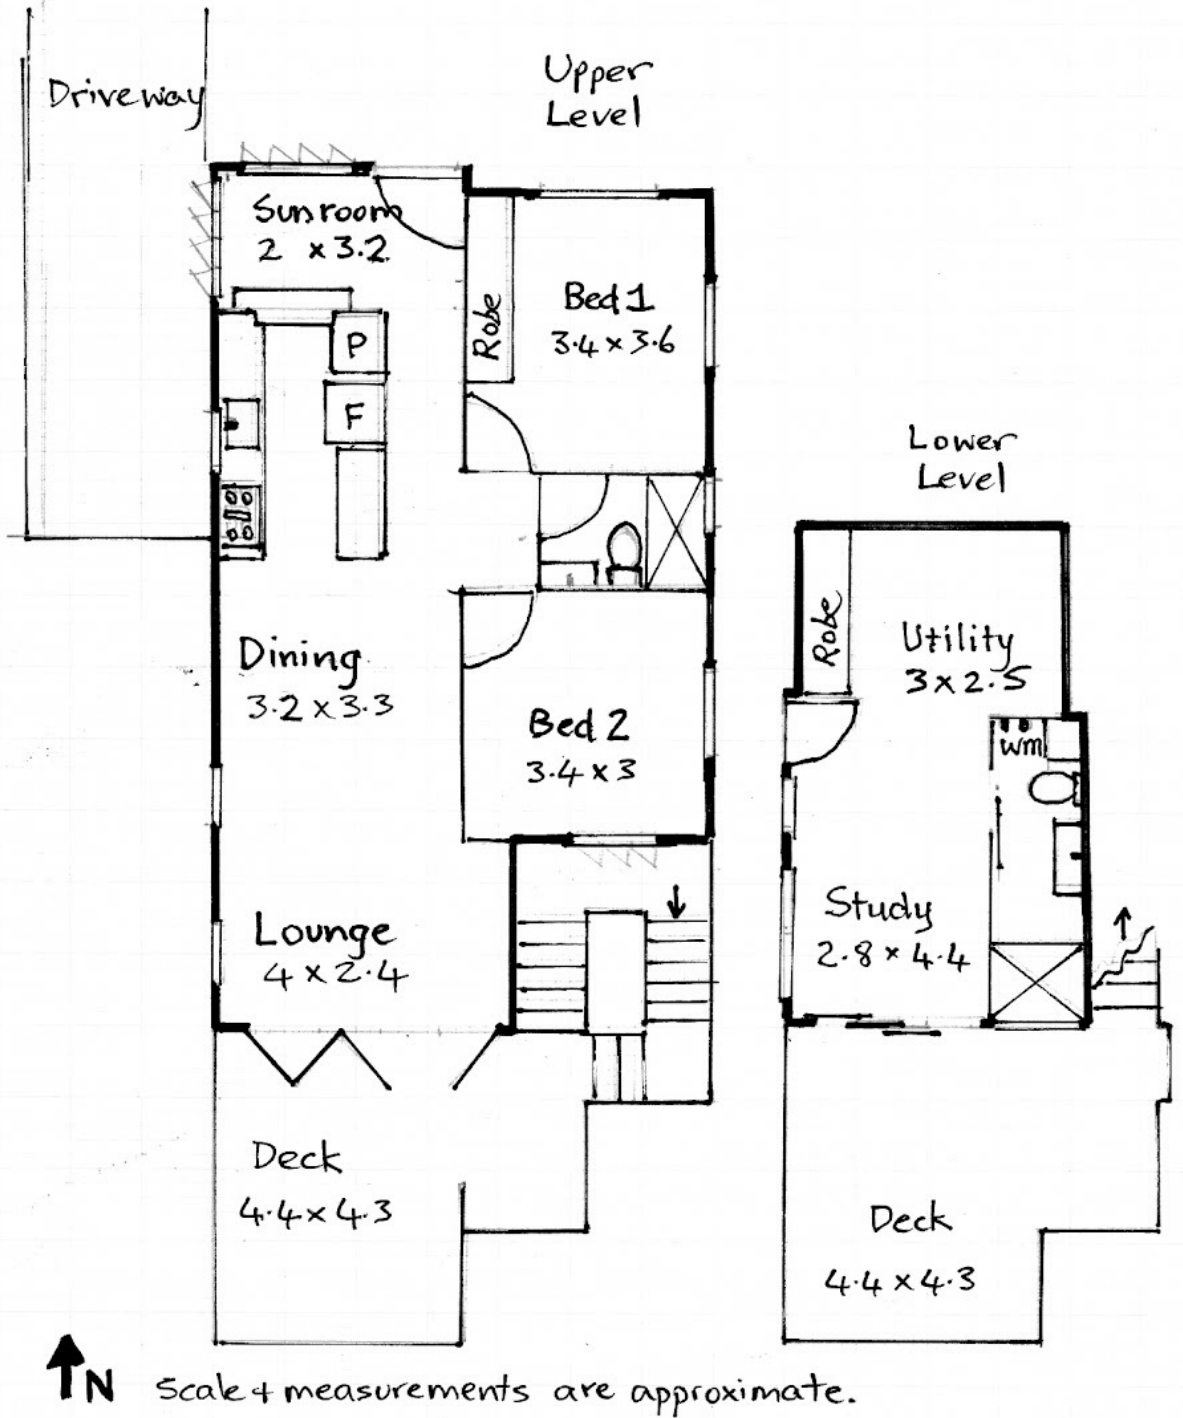 Driveway
Upper
Level
Sunroom
2 x 3.2
Robe
Bed 1
3.4 x 3.6
P
F
Dining
3.2 x 3.3
Bed 2
3.4 x 3
Lounge
4 x 2.4
Deck
4.4 x 4.3
Lower
Level
Robe
Utility
3 x 2.5
WM
Study
2.8 x 4.4
Deck
4.4 x 4.3
N
Scale + measurements are approximate.